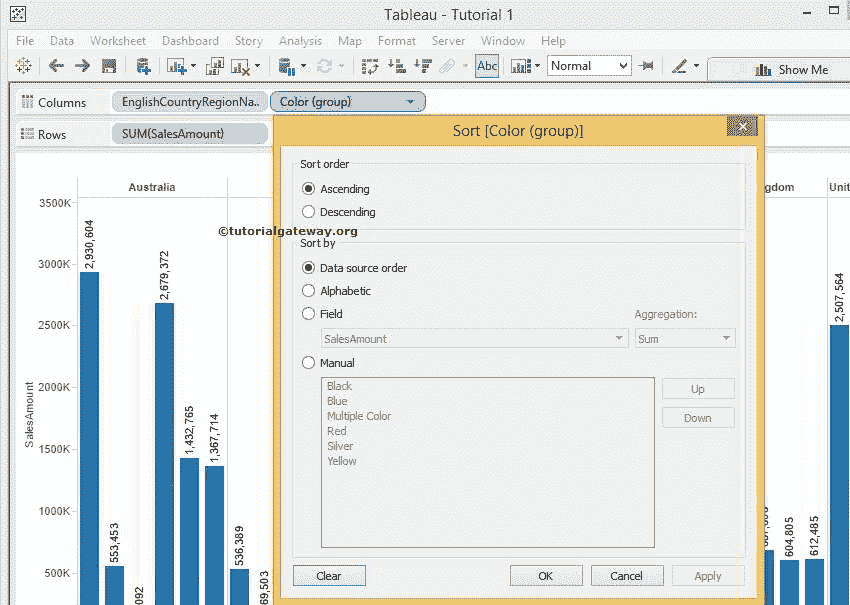 Tableau - Tutorial 1
File Data Worksheet Dashboard Story Analysis Map Format Server Window Help
Abc Normal Show Me
Columns EnglishCountryRegionNa.. Color (group)
Rows SUM(SalesAmount)
Sort [Color (group)]
Sort order
Ascending
Descending
©tutorialgateway.org
Sort by
Data source order
Alphabetic
Field Aggregation:
SalesAmount Sum
Manual
Black
Blue
Multiple Color
Red
Silver
Yellow
Up
Down
Clear OK Cancel Apply
Australia
gdom Unit
3500K
3000K
2500K
2000K
1500K
1000K
500K
SalesAmount
2,930,604
553,453
092
2,679,372
1,432,765
1,367,714
536,389
69,503
604,805
612,485
2,507,564